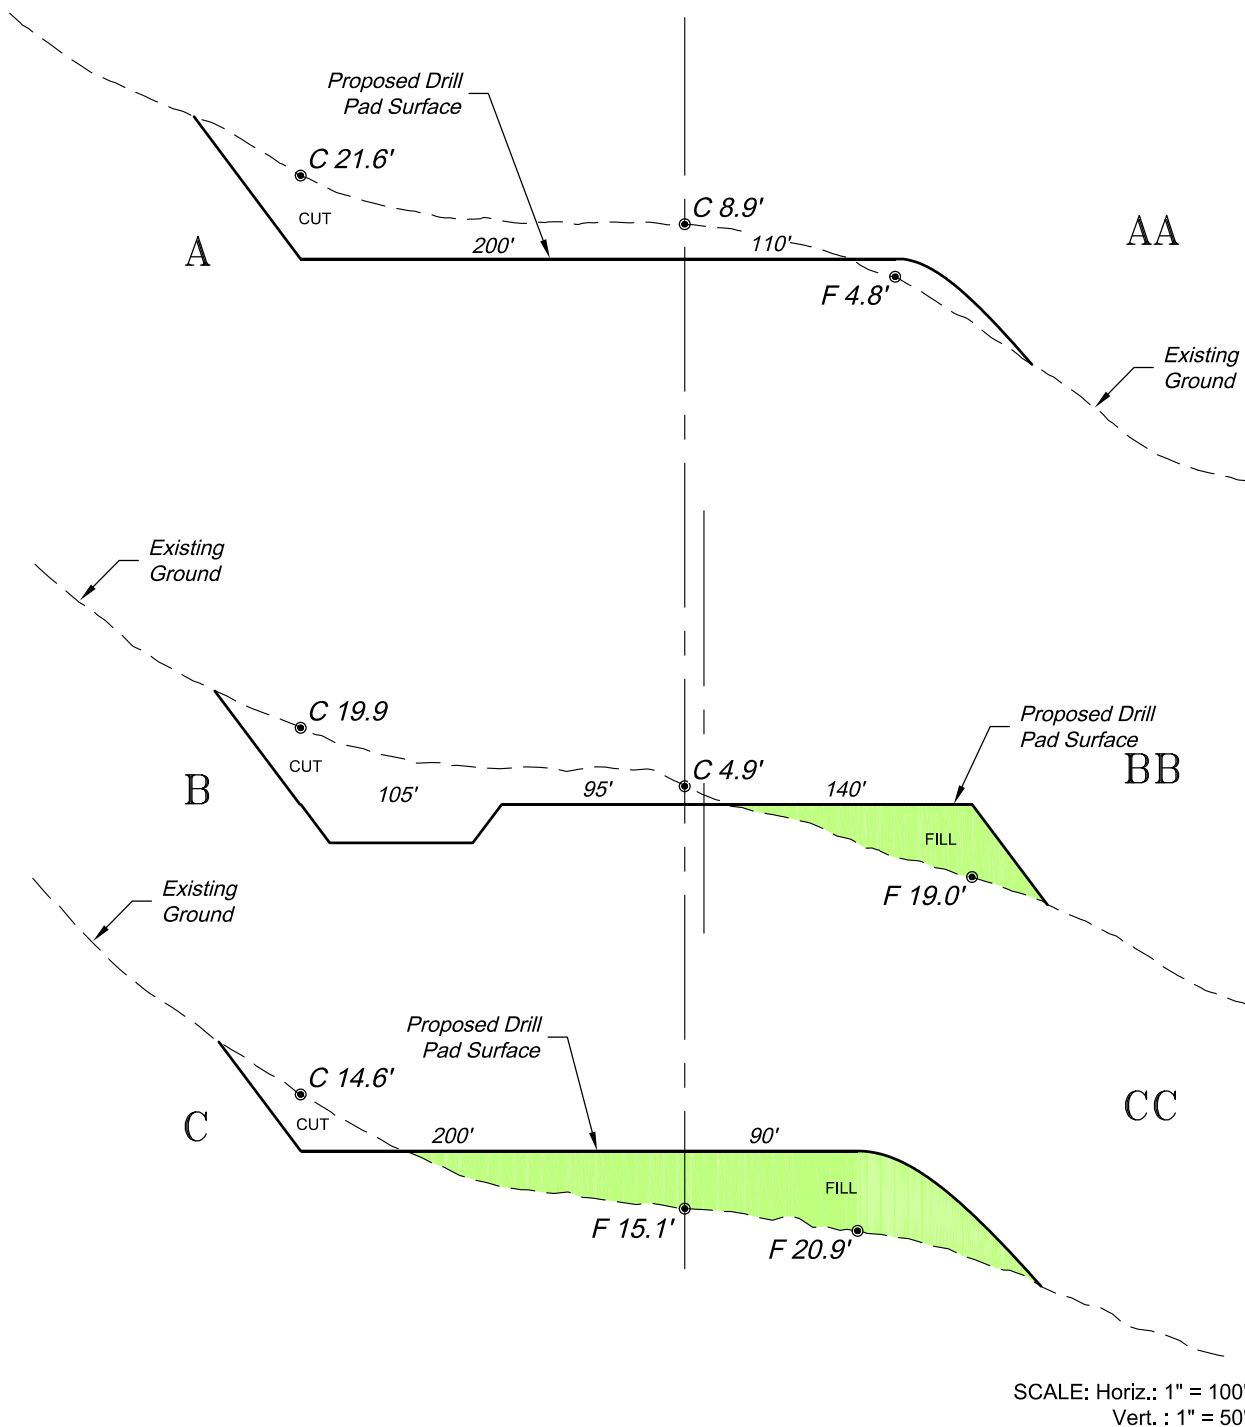 Proposed Drill
Pad Surface
C 21.6'
CUT
C 8.9'
A
200'
110'
AA
F 4.8'
Existing
Ground
Existing
Ground
C 19.9
CUT
Proposed Drill
Pad Surface
C 4.9'
B
105'
95'
140'
BB
FILL
F 19.0'
Existing
Ground
Proposed Drill
Pad Surface
C 14.6'
CUT
C
200'
90'
CC
FILL
F 15.1'
F 20.9'
SCALE: Horiz.: 1" = 100'
Vert. : 1" = 50'